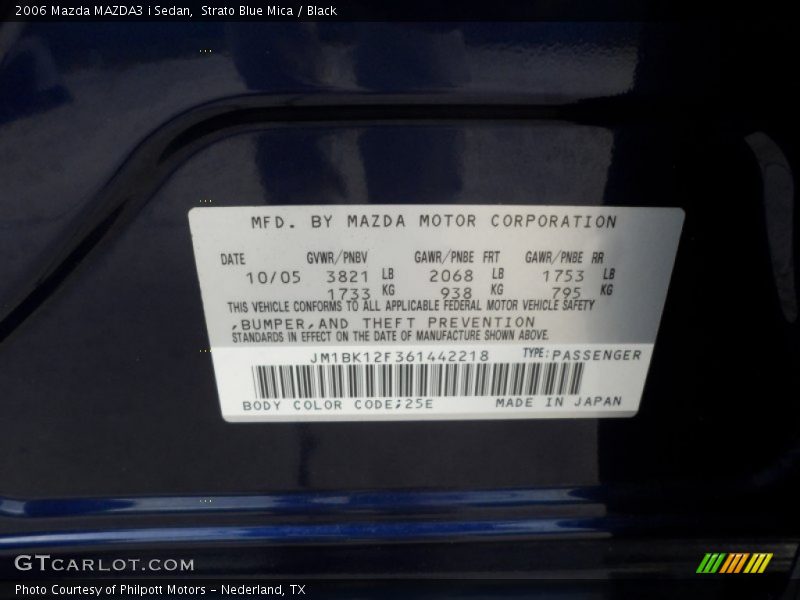 2006 Mazda MAZDA3 i Sedan, Strato Blue Mica / Black
MFD. BY MAZDA MOTOR CORPORATION
DATE GVWR/PNBV GAWR/PNBE FRT GAWR/PNBE RR
10/05 3821 LB 2068 LB 1753 LB
1733 KG 938 KG 795 KG
THIS VEHICLE CONFORMS TO ALL APPLICABLE FEDERAL MOTOR VEHICLE SAFETY
,BUMPER,AND THEFT PREVENTION
STANDARDS IN EFFECT ON THE DATE OF MANUFACTURE SHOWN ABOVE.
JM1BK12F361442218 TYPE:PASSENGER
BODY COLOR CODE;25E MADE IN JAPAN
GTCARLOT.COM
Photo Courtesy of Philpott Motors - Nederland, TX